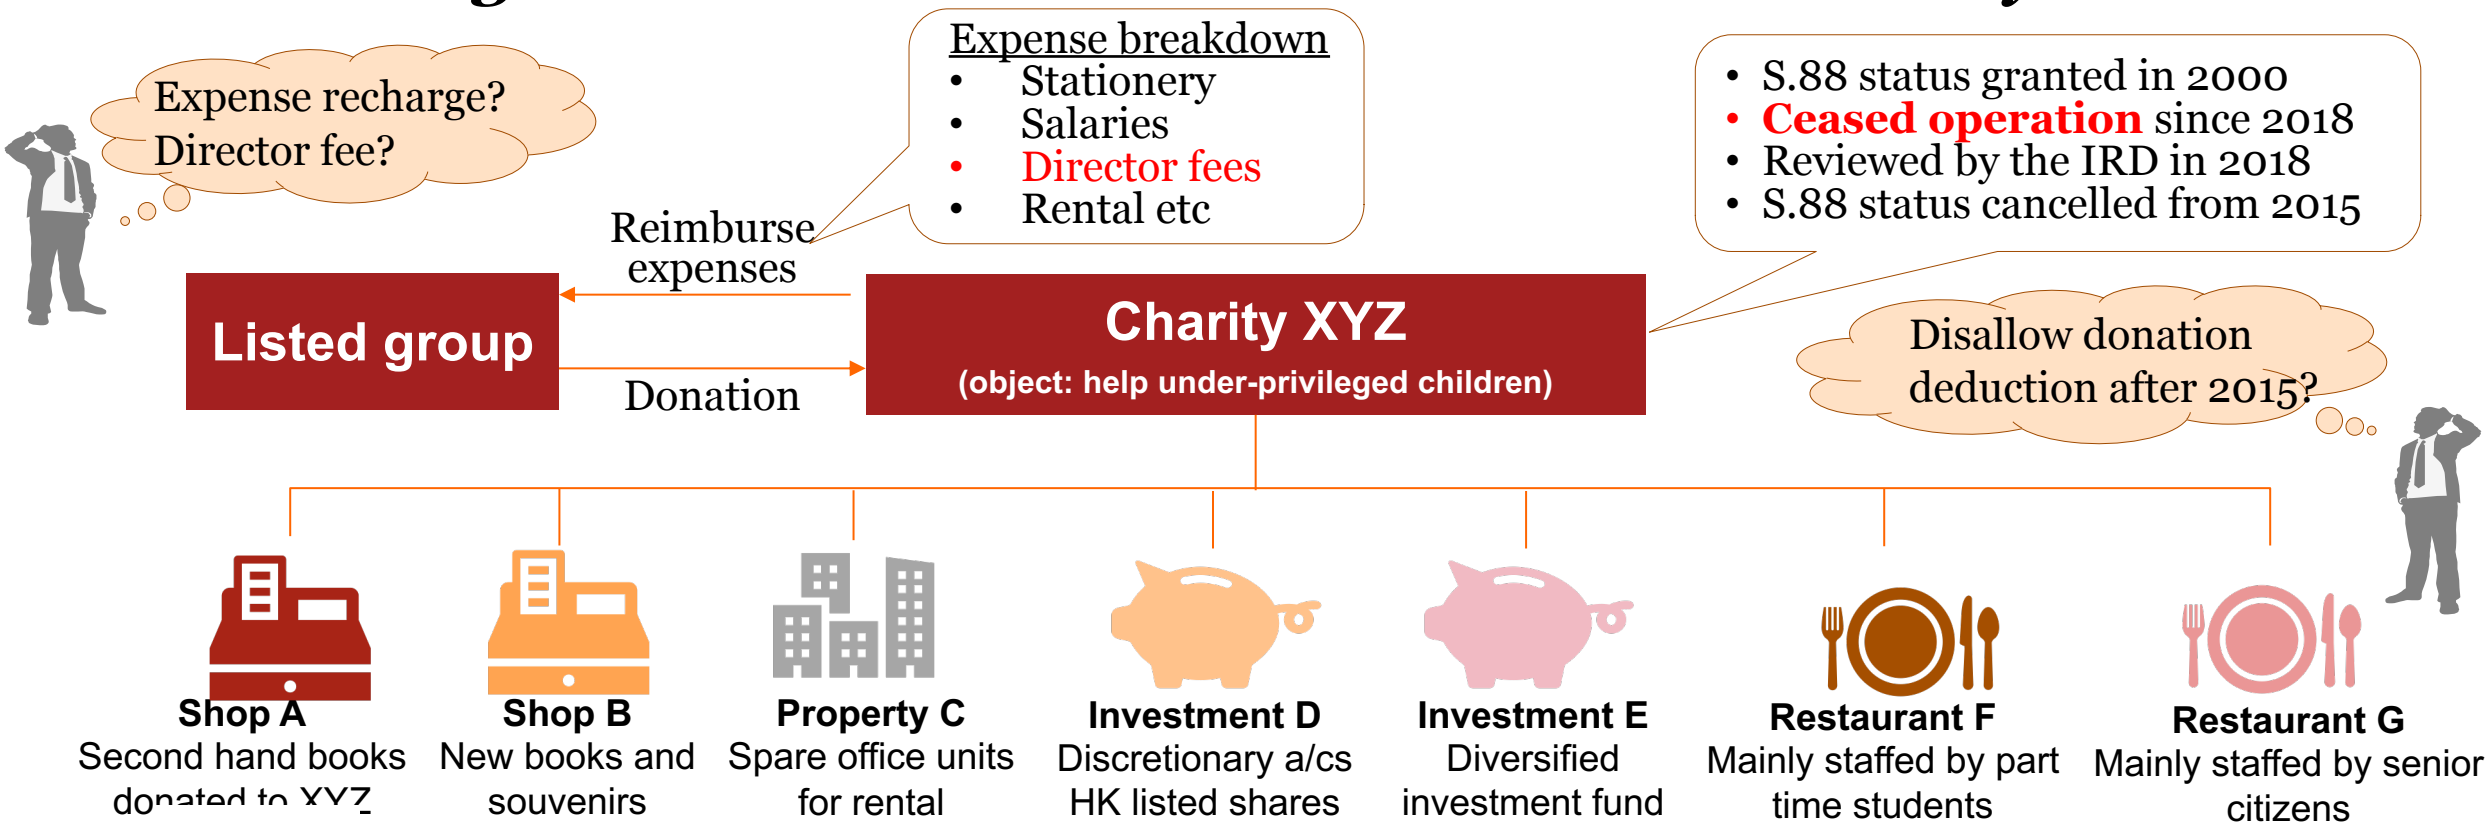 Expense breakdown
• Stationery
• Salaries
• Director fees
• Rental etc
• S.88 status granted in 2000
• Ceased operation since 2018
• Reviewed by the IRD in 2018
• S.88 status cancelled from 2015
Expense recharge?
Director fee?
Reimburse
expenses
Listed group
Donation
Charity XYZ
(object: help under-privileged children)
Disallow donation
deduction after 2015?
Shop A
Second hand books
donated to XYZ
Shop B
New books and
souvenirs
Property C
Spare office units
for rental
Investment D
Discretionary a/cs
HK listed shares
Investment E
Diversified
investment fund
Restaurant F
Mainly staffed by part
time students
Restaurant G
Mainly staffed by senior
citizens